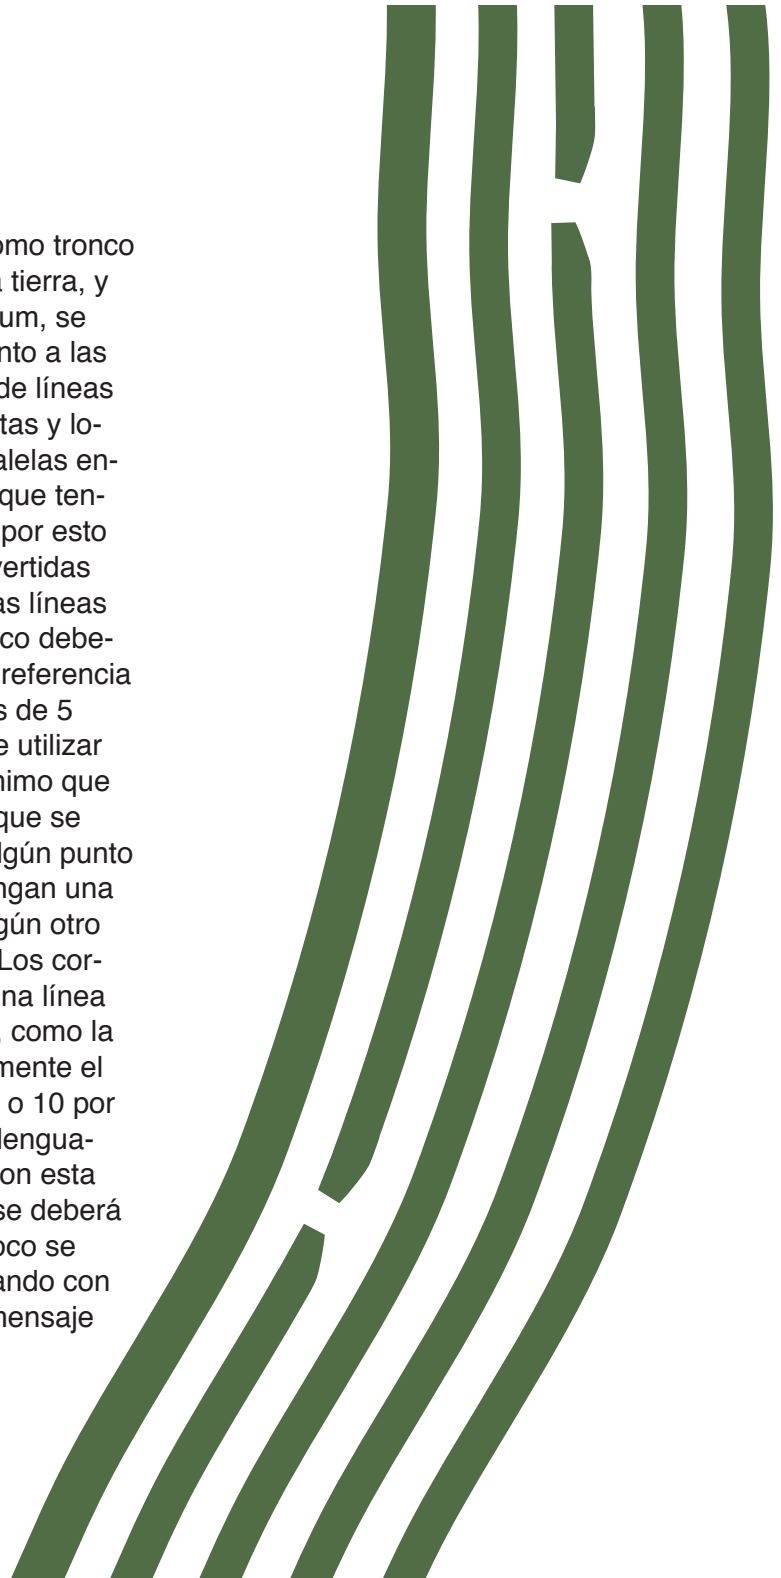 omo tronco
tierra, y
um, se
nto a las
de líneas
tas y lo-
alelas en-
que ten-
por esto
vertidas
as líneas
co debe-
referencia
s de 5
e utilizar
nimo que
que se
lgún punto
ngan una
gún otro
Los cor-
na línea
como la
mente el
o 10 por
lengua-
on esta
se deberá
oco se
ando con
mensaje